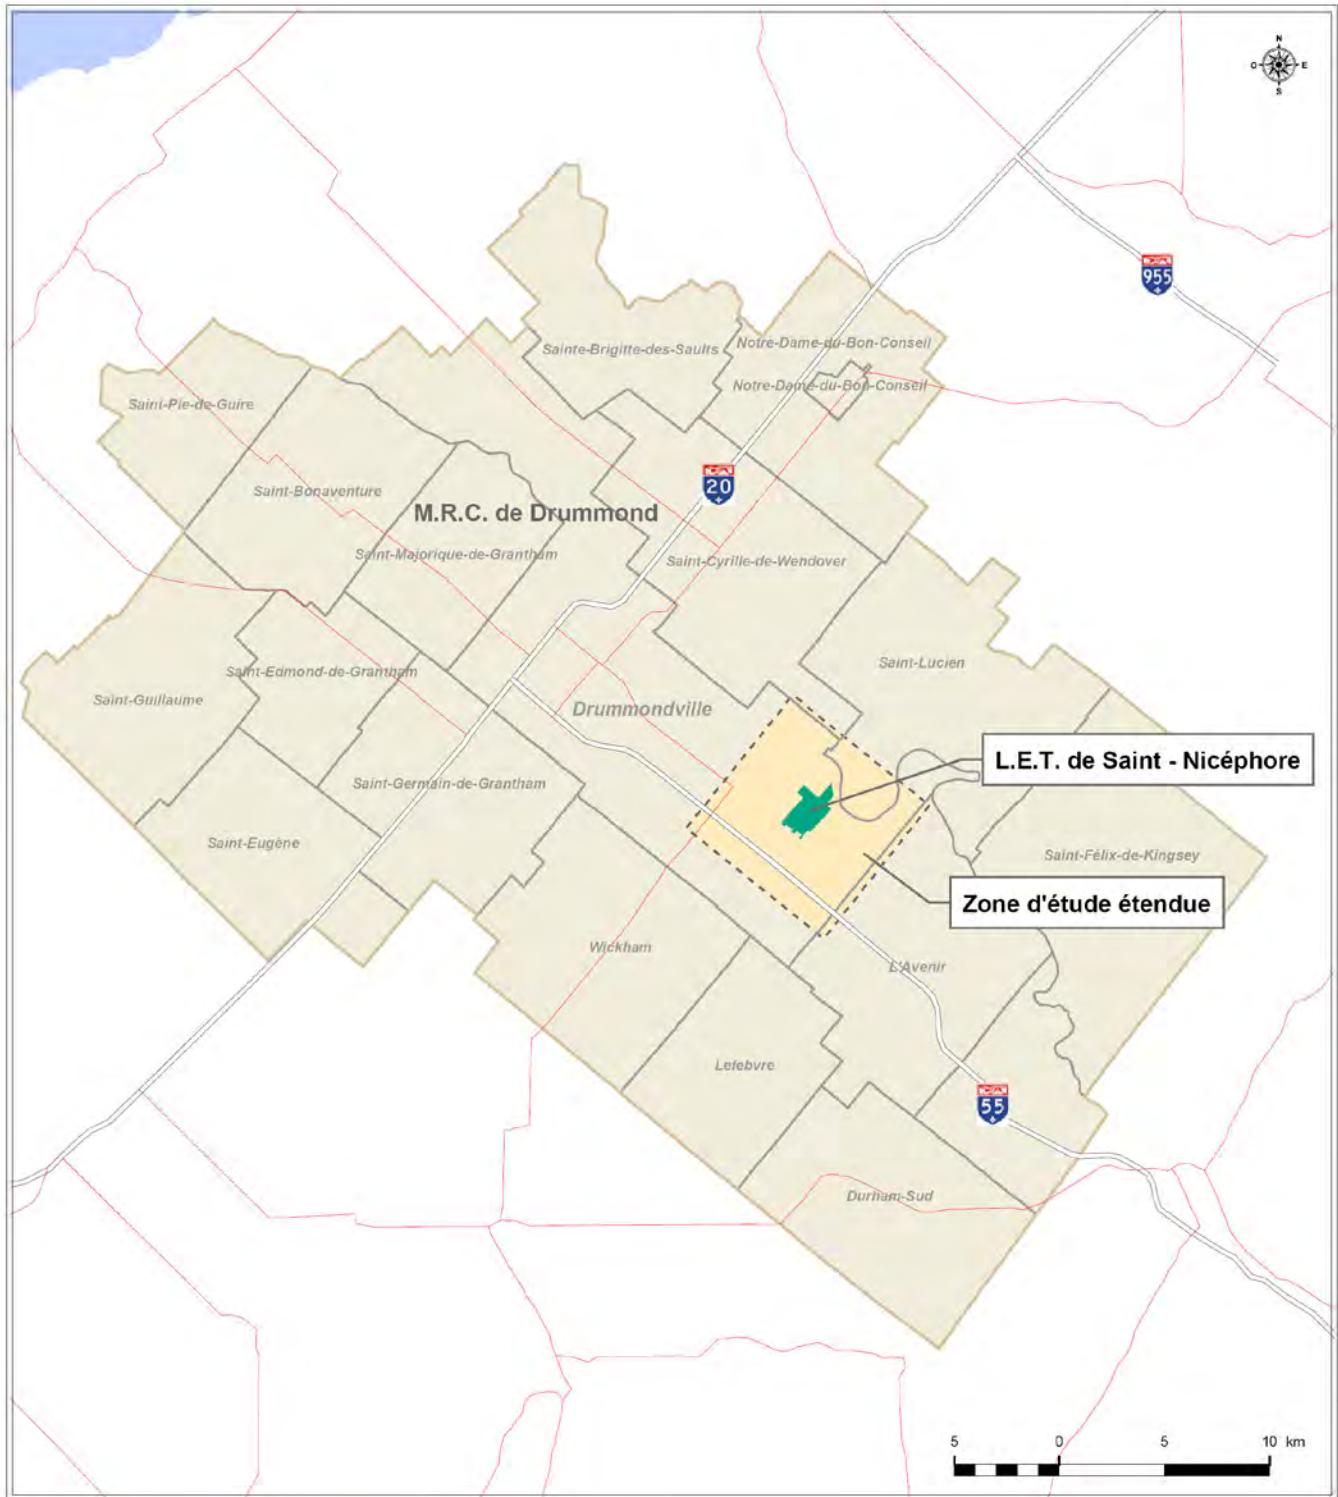 N
O E
S
955
Sainte-Brigitte-des-Saults
Notre-Dame-du-Bon-Conseil
Notre-Dame-du-Bon-Conseil
Saint-Pie-de-Guire
20
Saint-Bonaventure
M.R.C. de Drummond
Saint-Majorique-de-Grantham
Saint-Cyrille-de-Wendover
Saint-Lucien
Saint-Edmond-de-Grantham
Saint-Guillaume
Drummondville
L.E.T. de Saint - Nicéphore
Saint-Germain-de-Grantham
Saint-Eugène
Saint-Félix-de-Kingsey
Zone d'étude étendue
Wickham
L'Avenir
Lefebvre
55
Durham-Sud
5 0 5 10 km